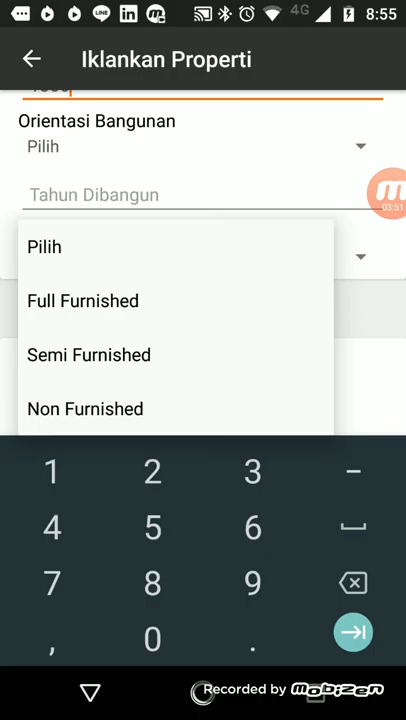 4G 8:55
Iklankan Properti
Orientasi Bangunan
Pilih
Tahun Dibangun
03:51
Pilih
Full Furnished
Semi Furnished
Non Furnished
1 2 3 -
4 5 6
7 8 9
, 0 .
Recorded by mobizen